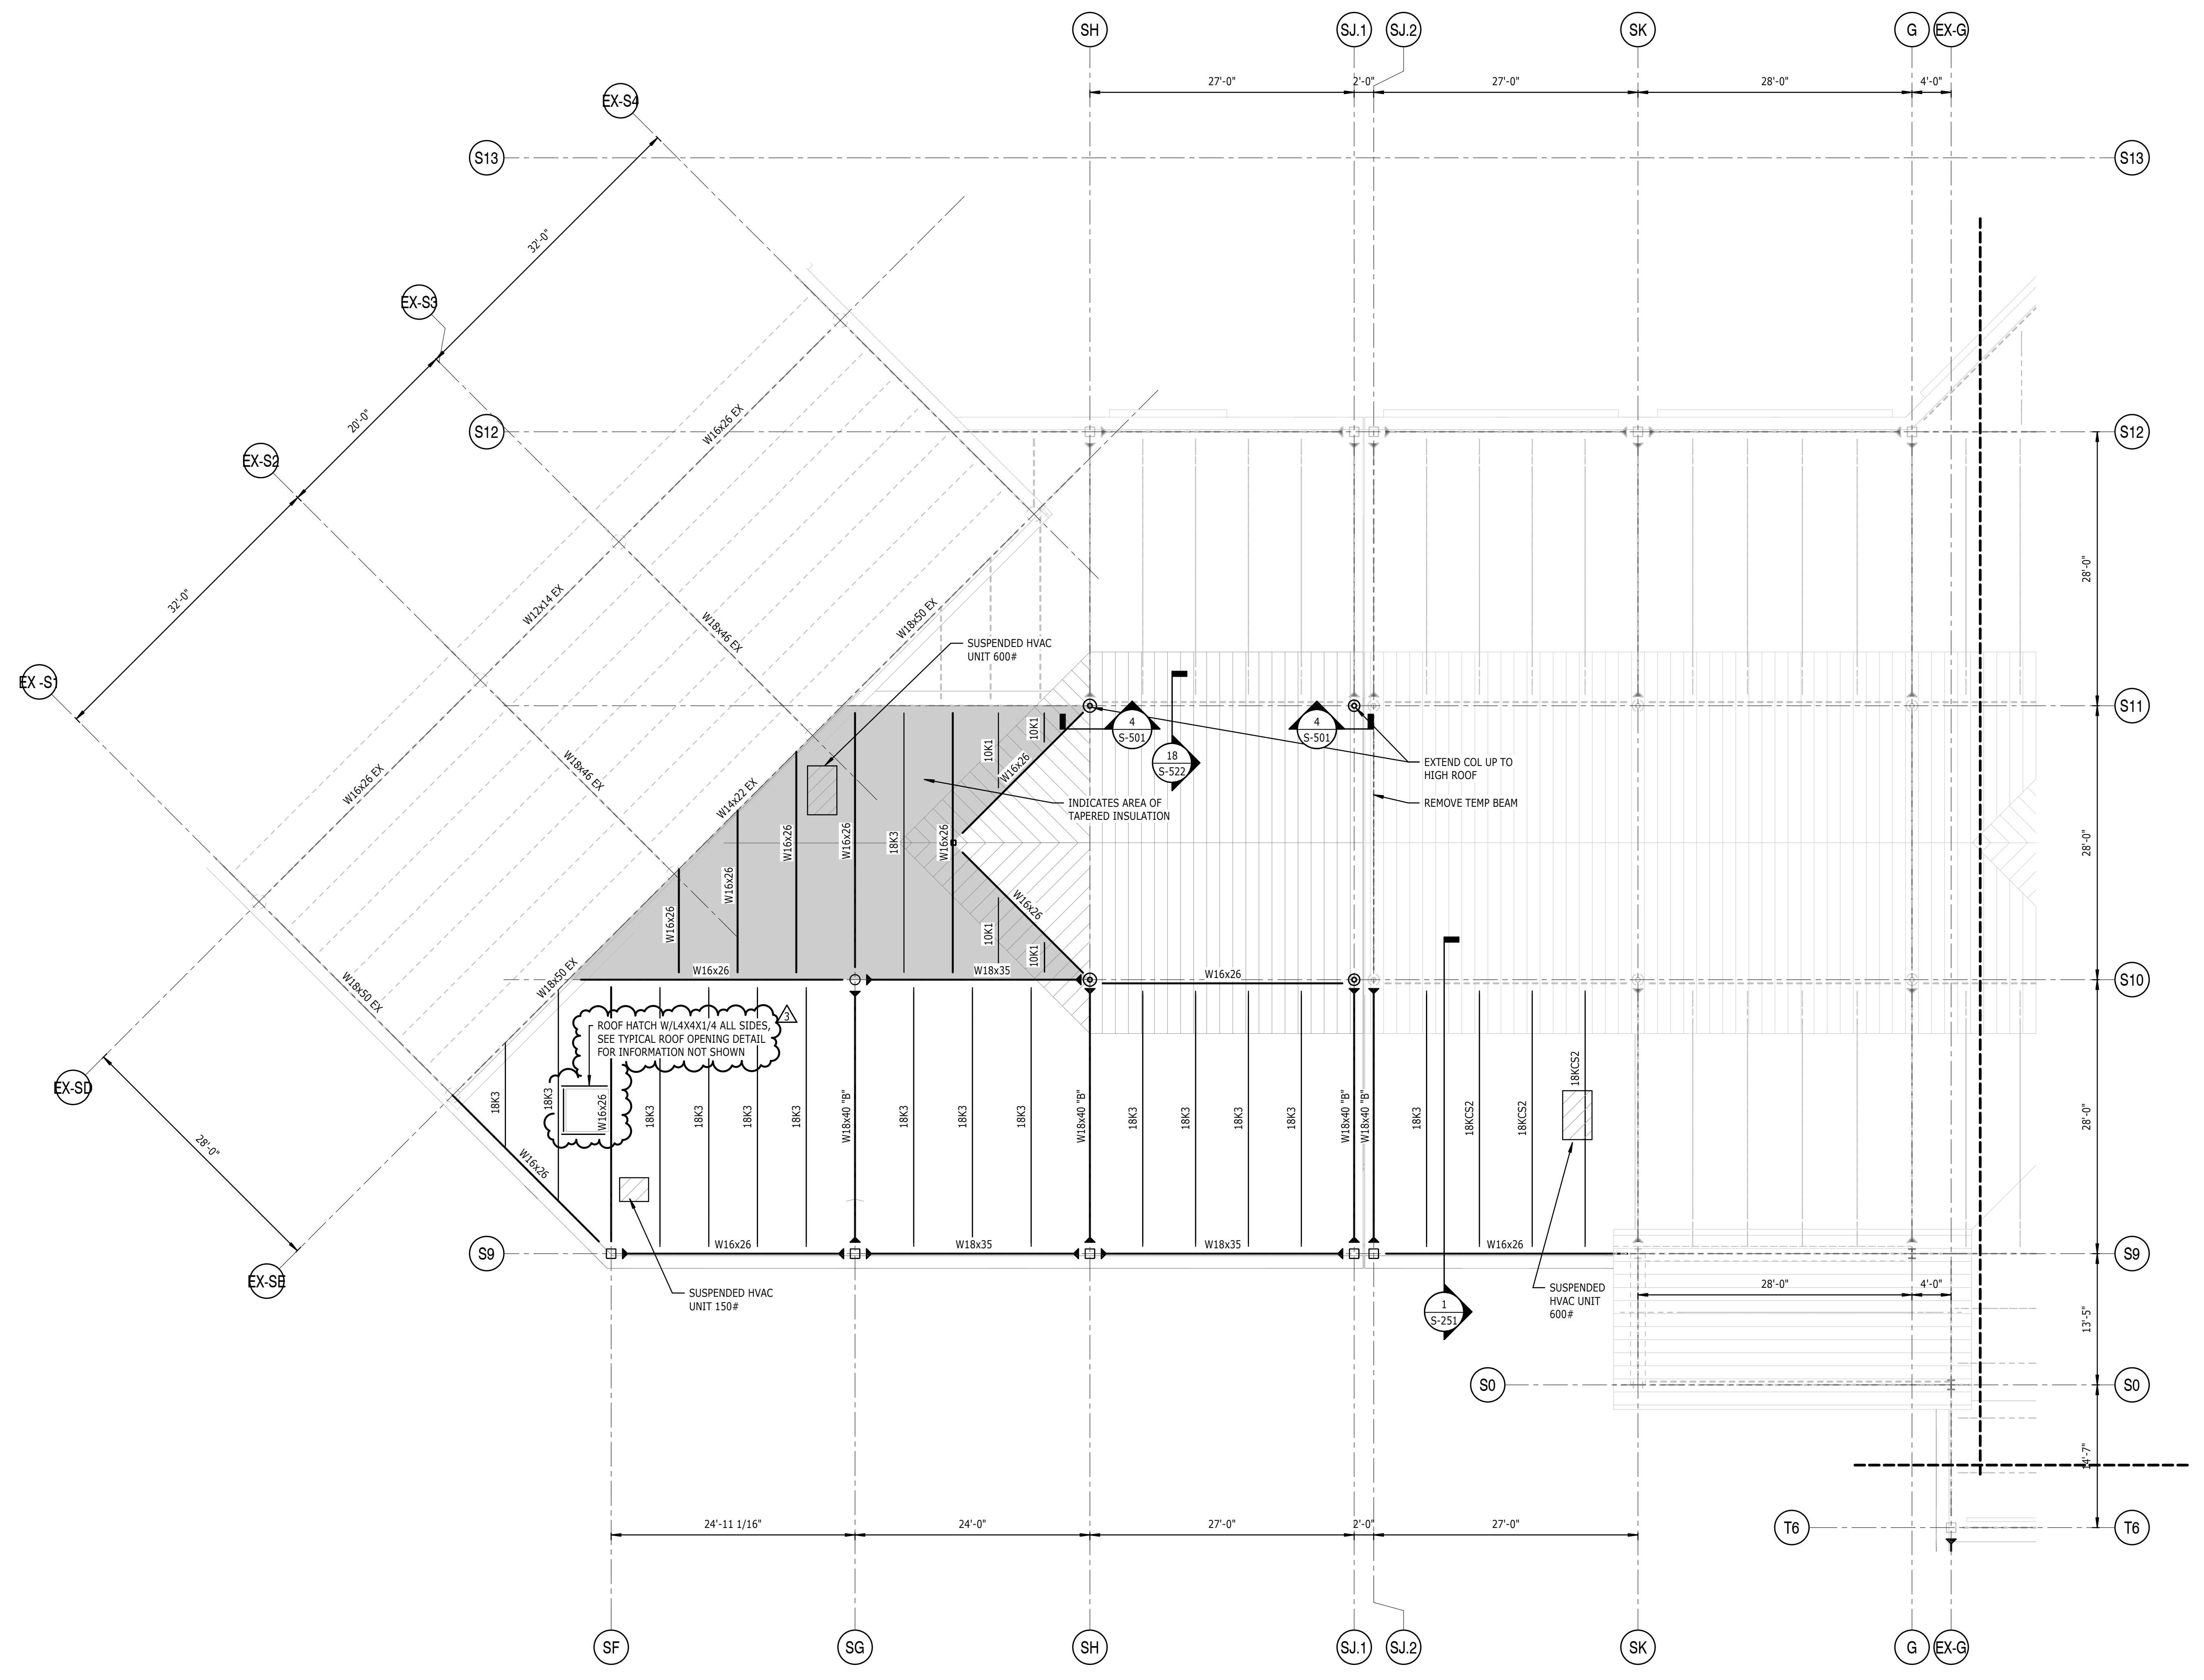 SH
SJ.1
SJ.2
SK
G
EX-G
27'-0"
2'-0"
27'-0"
28'-0"
4'-0"
EX-S4
S13
S13
32'-0"
EX-S3
20'-0"
W16x26 EX
S12
S12
EX-S2
28'-0"
32'-0"
W12x14 EX
W18x46 EX
W18x50 EX
SUSPENDED HVAC
UNIT 600#
EX -S1
S11
10K1
10K1
4
S-501
4
S-501
18
S-522
W18x46 EX
W16x26 EX
W14x22 EX
W16x26
EXTEND COL UP TO
HIGH ROOF
INDICATES AREA OF
TAPERED INSULATION
REMOVE TEMP BEAM
W16x26
W16x26
W16x26
W16x26
18K3
W16x26
28'-0"
W16x26
10K1
10K1
W18x50 EX
W18x50 EX
W16x26
W18x35
W16x26
S10
ROOF HATCH W/L4X4X1/4 ALL SIDES,
SEE TYPICAL ROOF OPENING DETAIL
FOR INFORMATION NOT SHOWN
3
EX-SD
18K3
18K3
W16x26
18K3
18K3
18K3
18K3
W18x40 "B"
18K3
18K3
18K3
W18x40 "B"
18K3
18K3
18K3
18K3
W18x40 "B"
W18x40 "B"
18K3
18KCS2
18KCS2
18KCS2
28'-0"
28'-0"
W16x26
S9
W16x26
W18x35
W18x35
W16x26
S9
EX-SE
SUSPENDED HVAC
UNIT 150#
1
S-251
SUSPENDED
HVAC UNIT
600#
28'-0"
4'-0"
13'-5"
S0
S0
14'-7"
T6
T6
24'-11 1/16"
24'-0"
27'-0"
2'-0"
27'-0"
SF
SG
SH
SJ.1
SJ.2
SK
G
EX-G